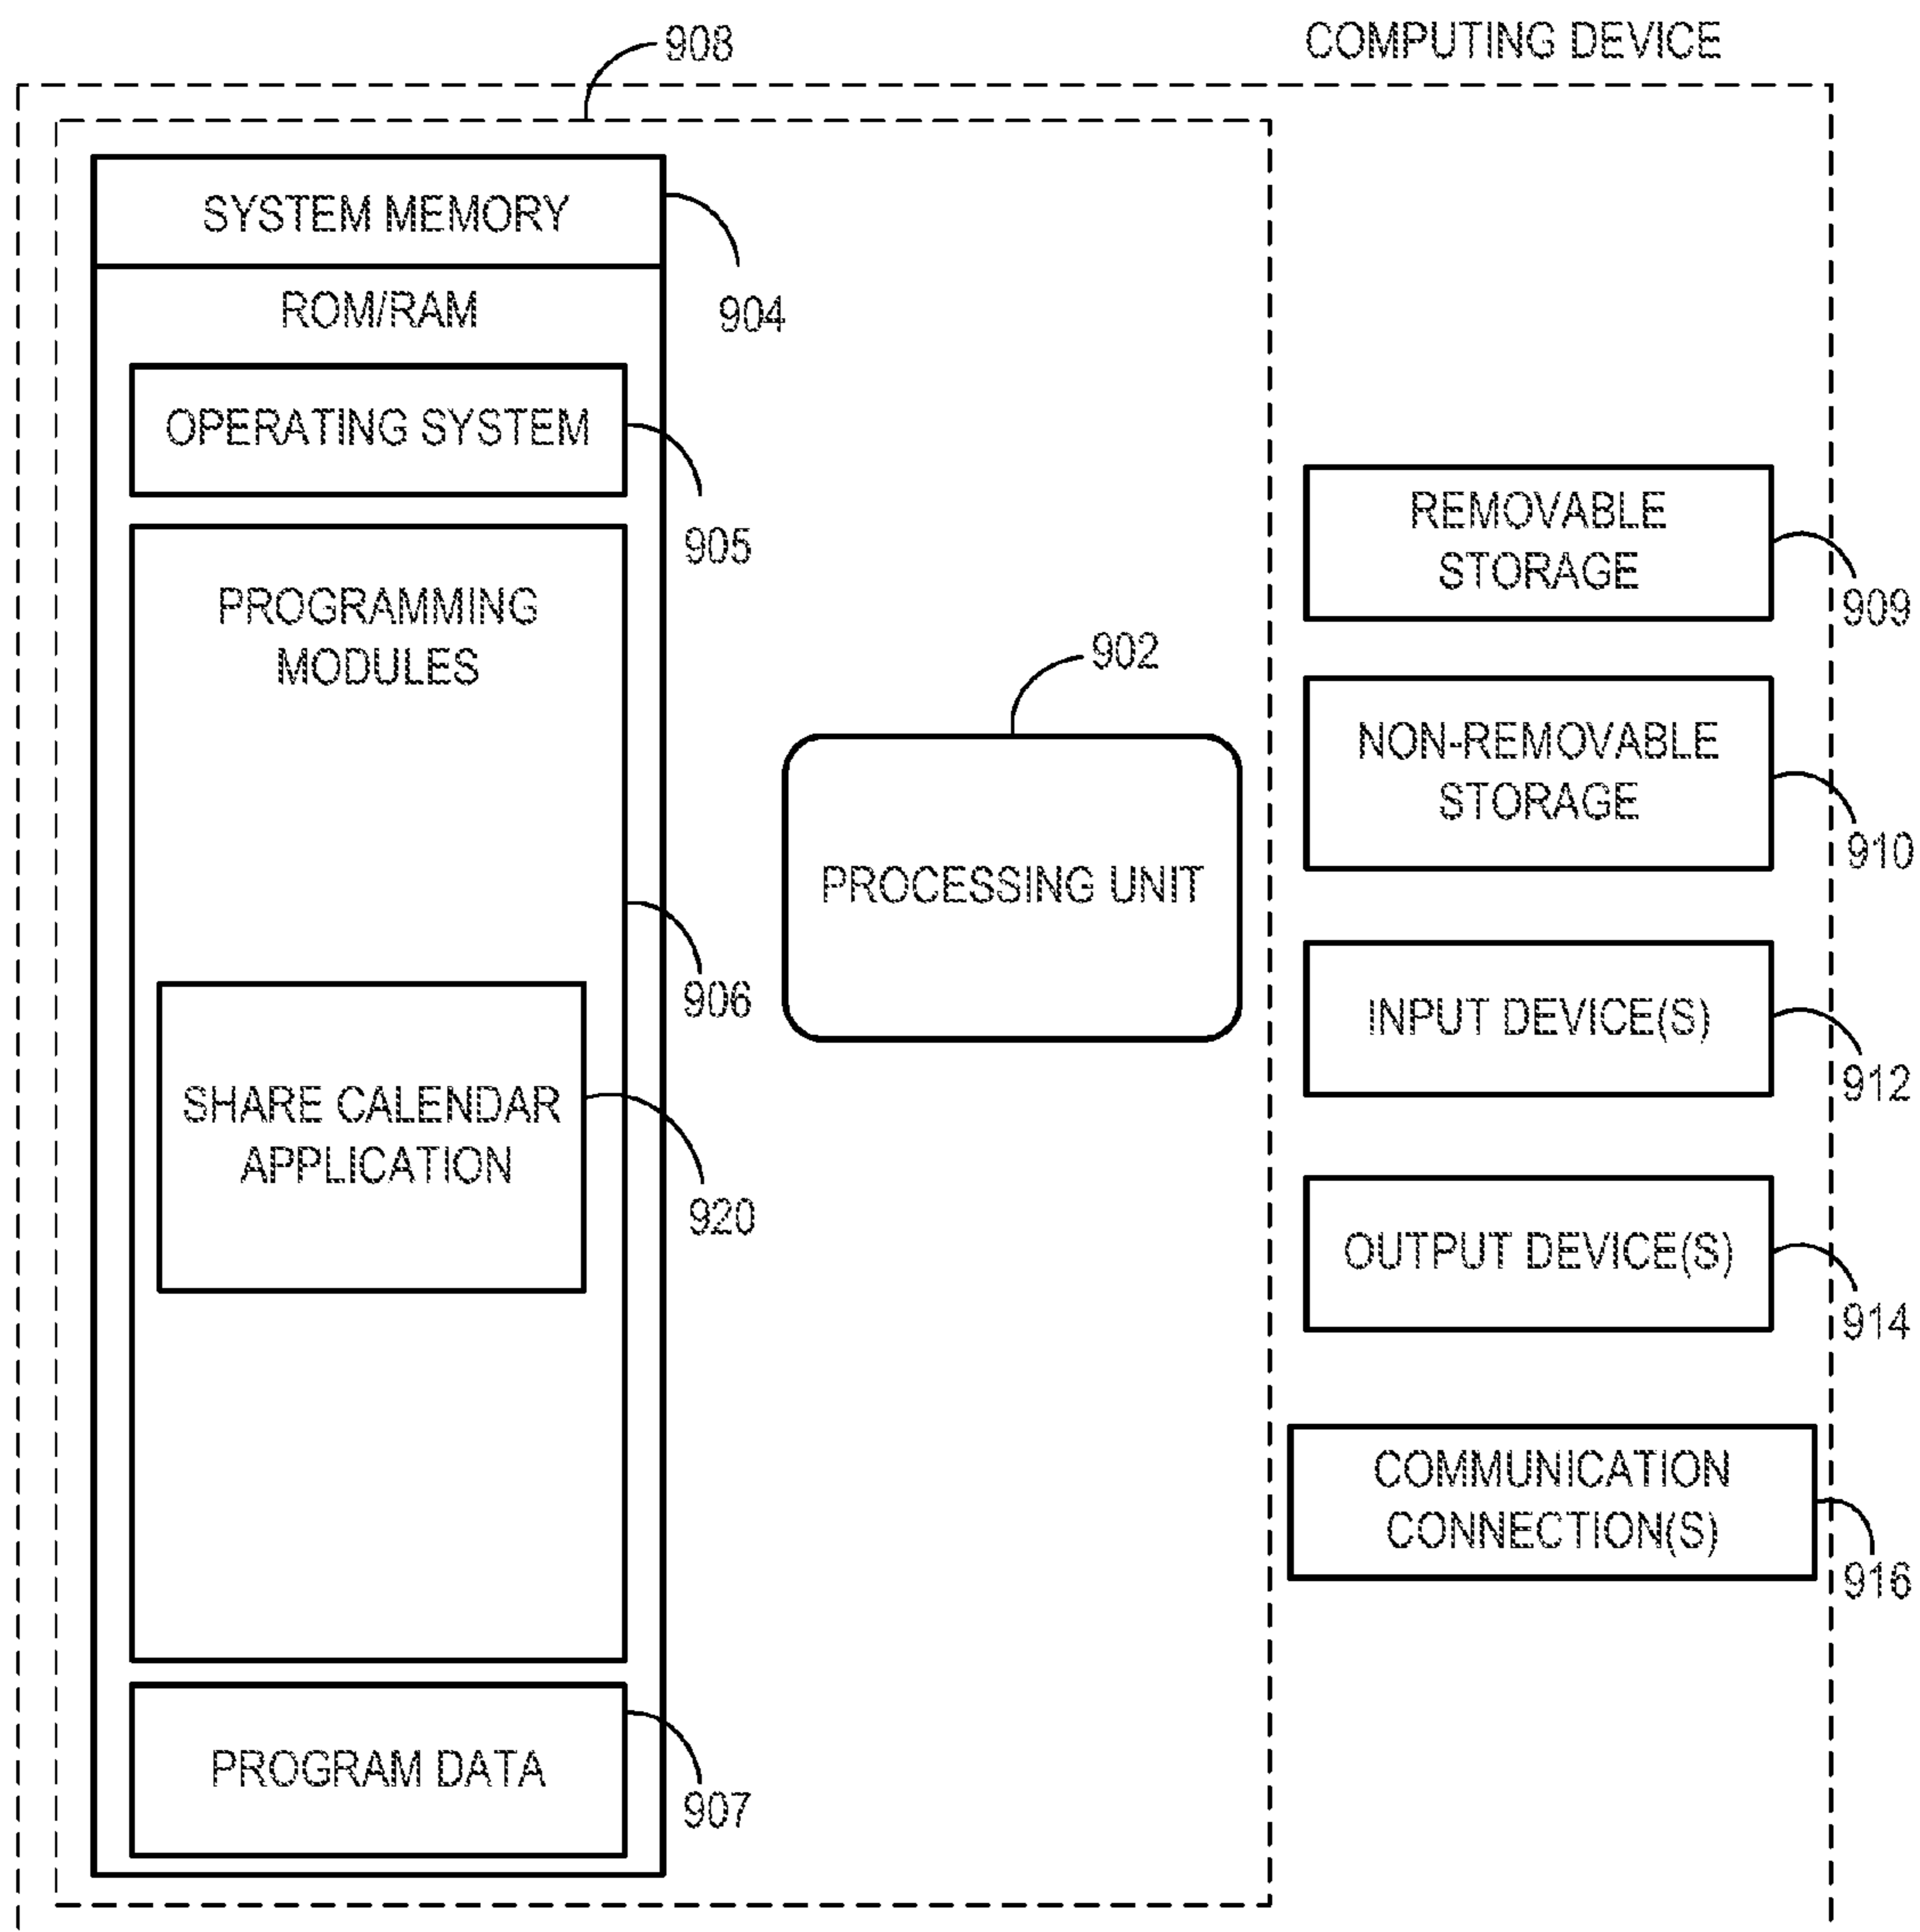 908
COMPUTING DEVICE
SYSTEM MEMORY
904
ROM/RAM
OPERATING SYSTEM
905
PROGRAMMING
MODULES
906
SHARE CALENDAR
APPLICATION
920
PROGRAM DATA
907
902
PROCESSING UNIT
REMOVABLE
STORAGE
909
NON-REMOVABLE
STORAGE
910
INPUT DEVICE(S)
912
OUTPUT DEVICE(S)
914
COMMUNICATION
CONNECTION(S)
916